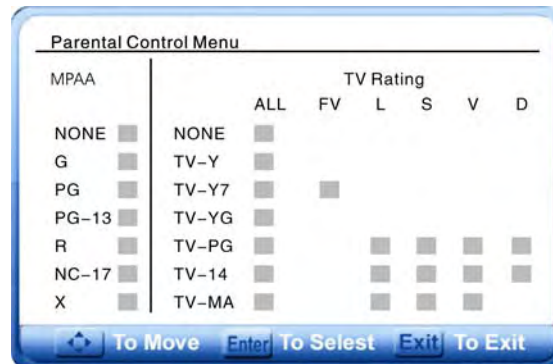 Parental Control Menu
MPAA TV Rating
ALL FV L S V D
NONE NONE
G TV-Y
PG TV-Y7
PG-13 TV-YG
R TV-PG
NC-17 TV-14
X TV-MA
To Move Enter To Selest Exit To Exit